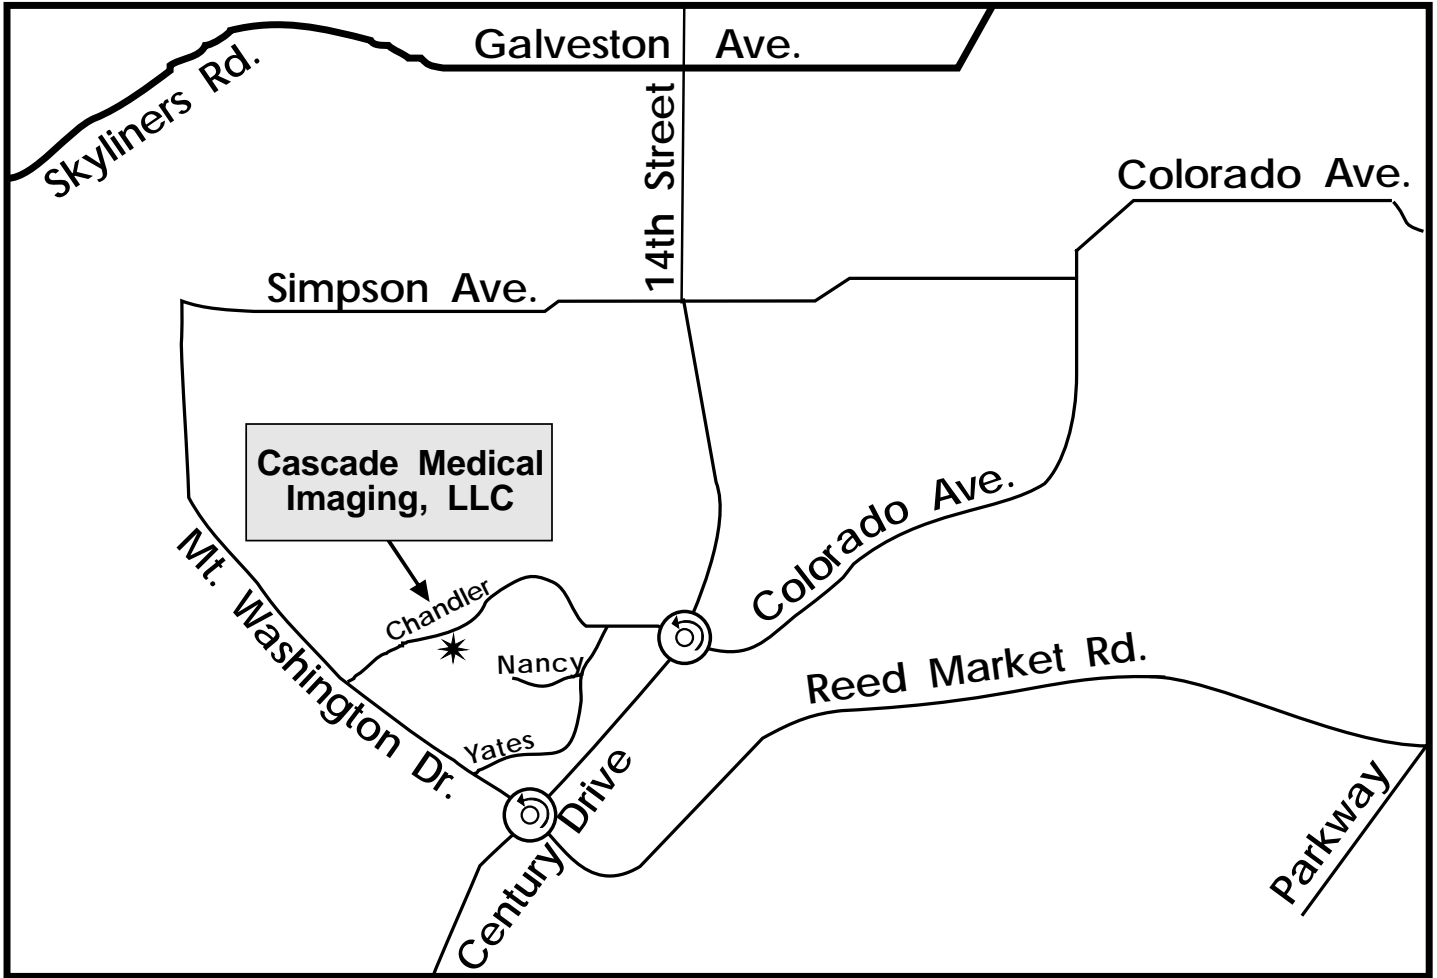 Galveston Ave.
Skyliners Rd.
14th Street
Colorado Ave.
Simpson Ave.
Cascade Medical
Imaging, LLC
Colorado Ave.
Mt. Washington Dr.
Chandler
Nancy
Reed Market Rd.
Yates
Century Drive
Parkway